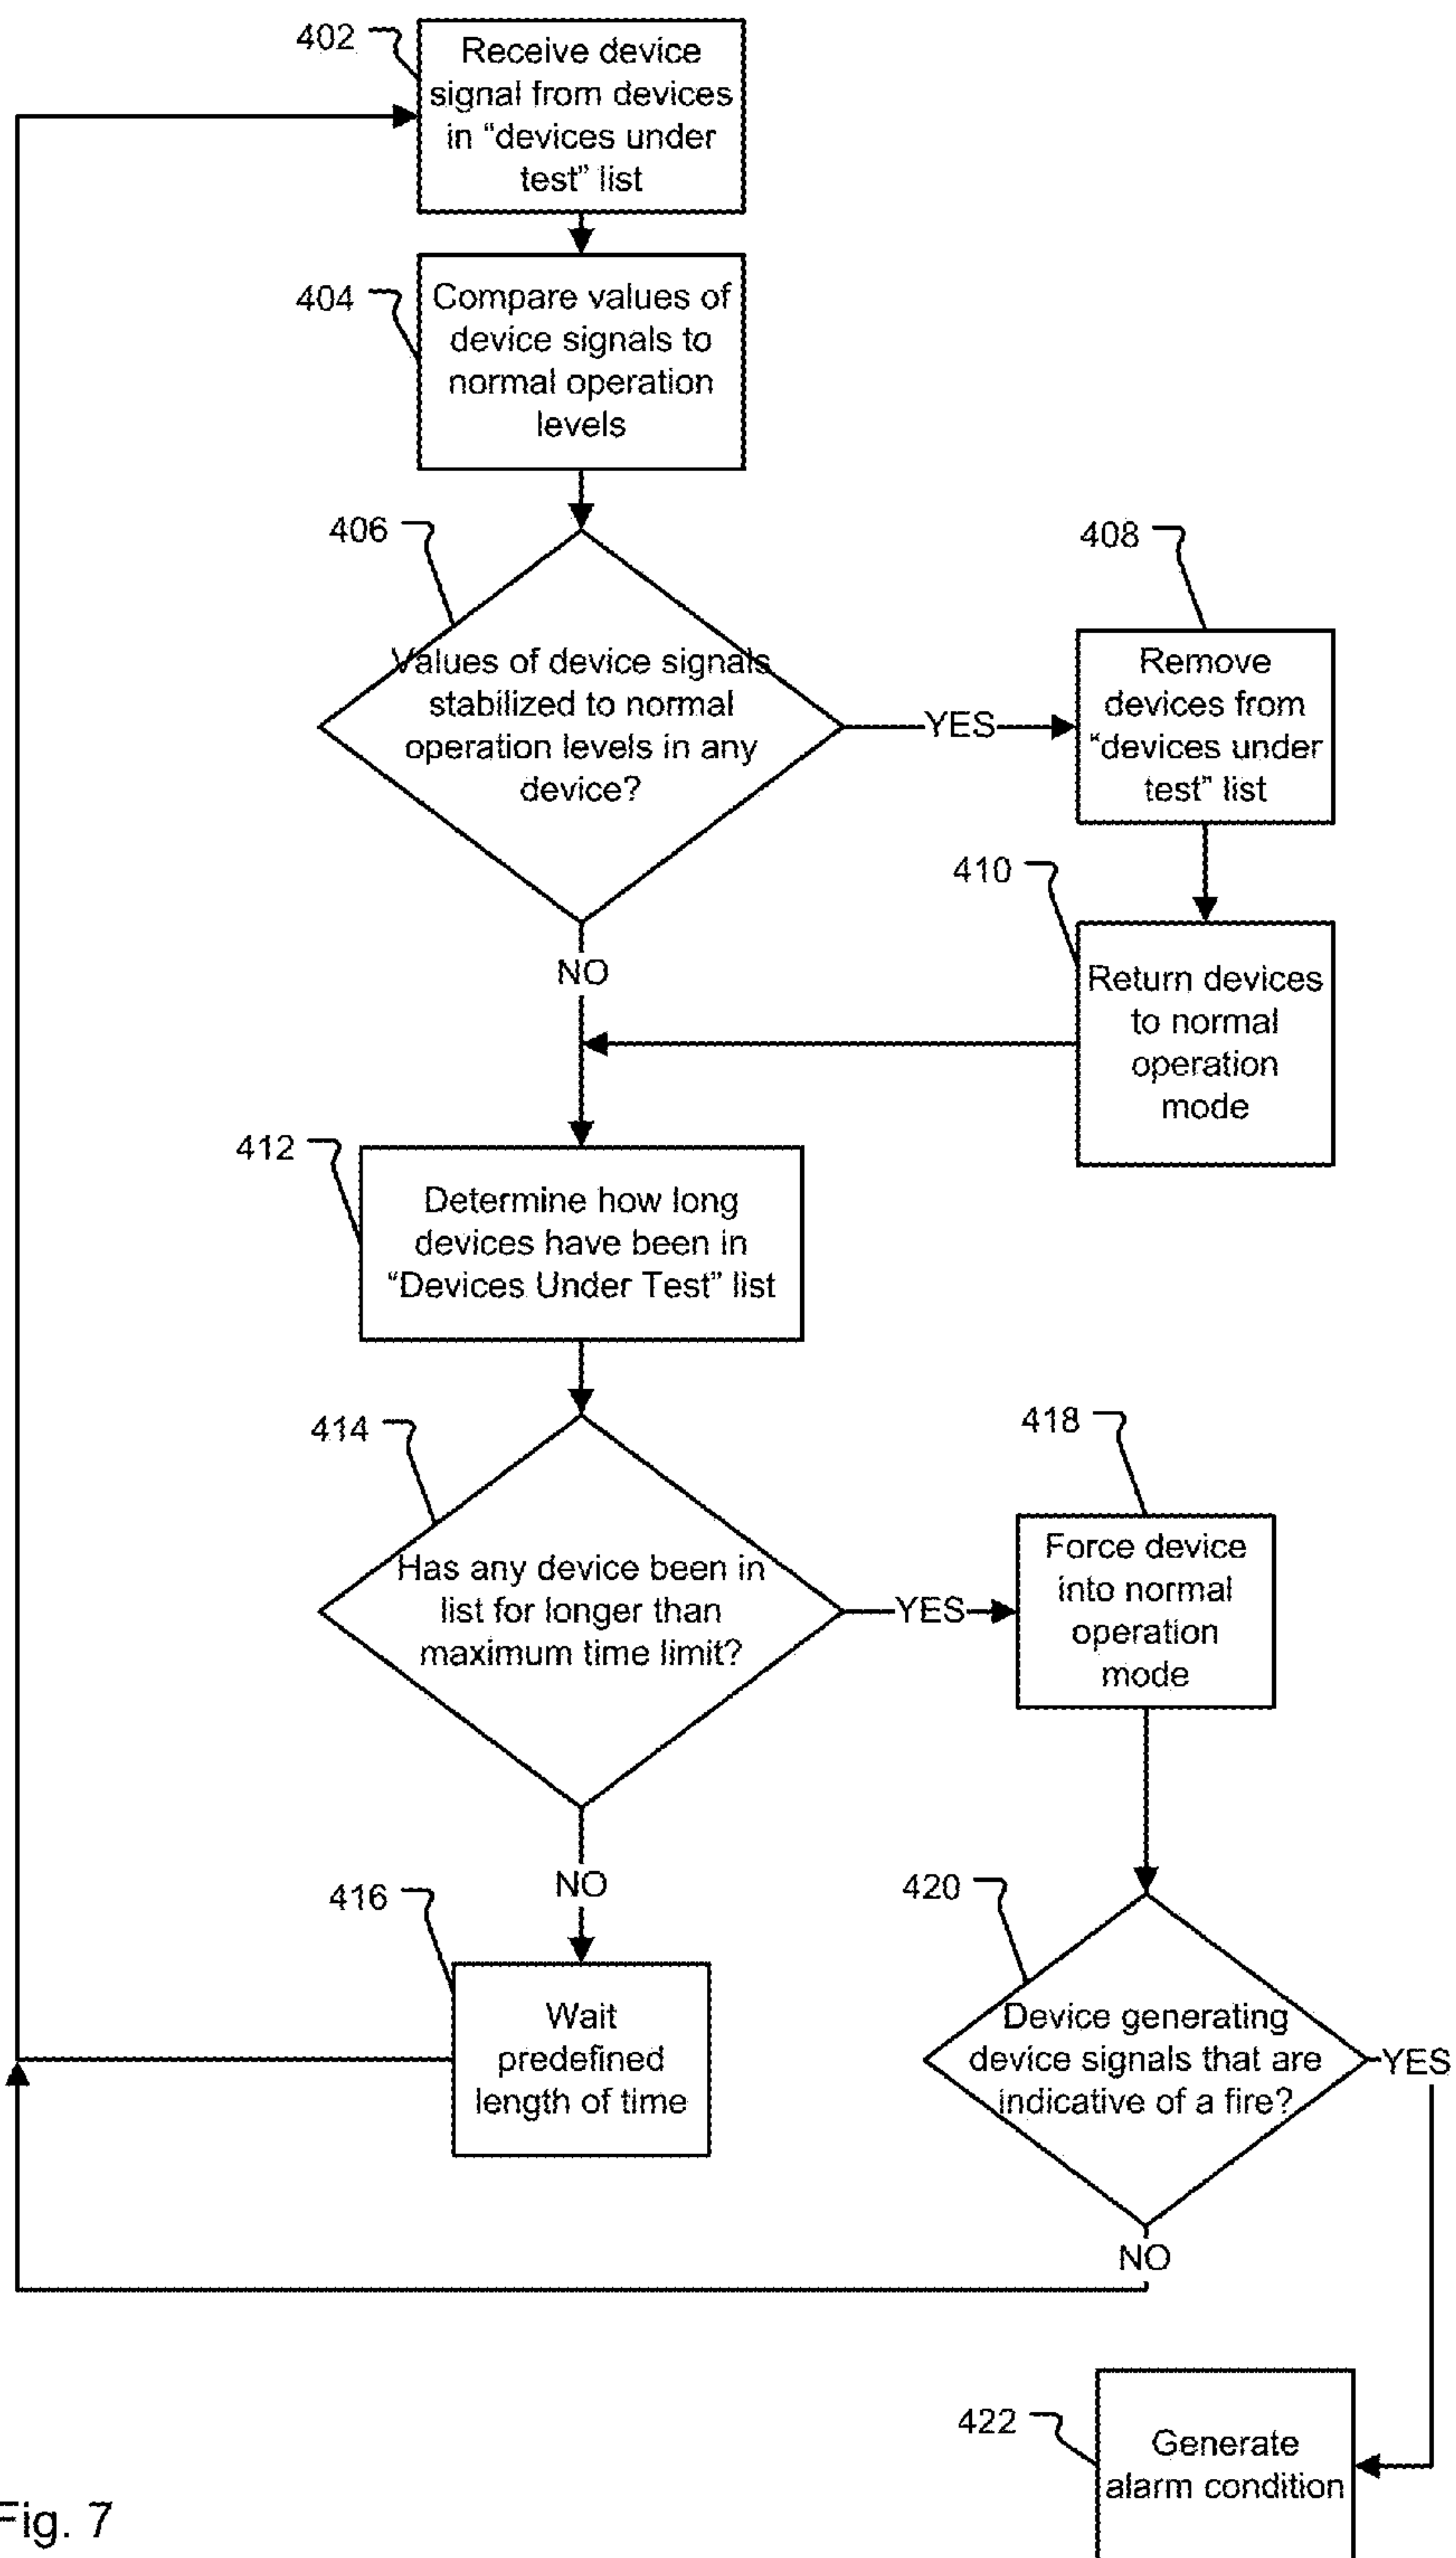 402
Receive device
signal from devices
in “devices under
test” list
404
Compare values of
device signals to
normal operation
levels
406
Values of device signals
stabilized to normal
operation levels in any
device?
YES
408
Remove
devices from
“devices under
test” list
410
Return devices
to normal
operation
mode
NO
412
Determine how long
devices have been in
“Devices Under Test” list
414
Has any device been in
list for longer than
maximum time limit?
YES
418
Force device
into normal
operation
mode
NO
416
Wait
predefined
length of time
420
Device generating
device signals that are
indicative of a fire?
YES
NO
422
Generate
alarm condition
Fig. 7